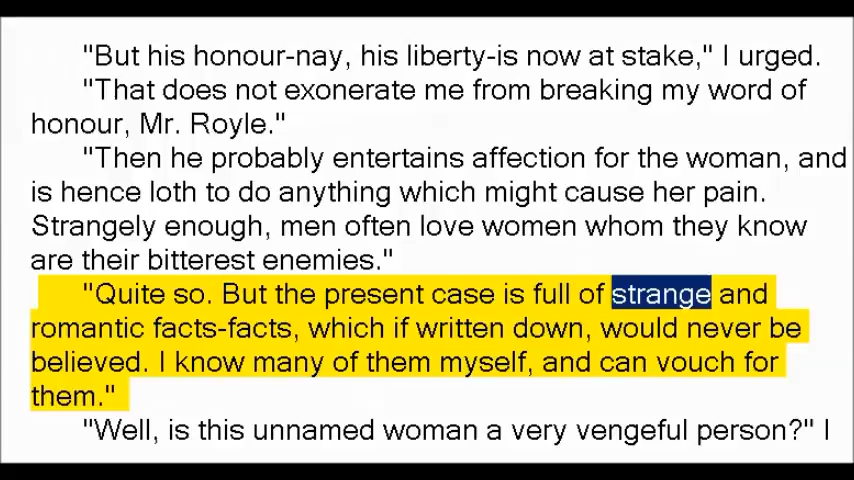 "But his honour-nay, his liberty-is now at stake," I urged.
"That does not exonerate me from breaking my word of
honour, Mr. Royle."
"Then he probably entertains affection for the woman, and
is hence loth to do anything which might cause her pain.
Strangely enough, men often love women whom they know
are their bitterest enemies."
"Quite so. But the present case is full of strange and
romantic facts-facts, which if written down, would never be
believed. I know many of them myself, and can vouch for
them."
"Well, is this unnamed woman a very vengeful person?" I